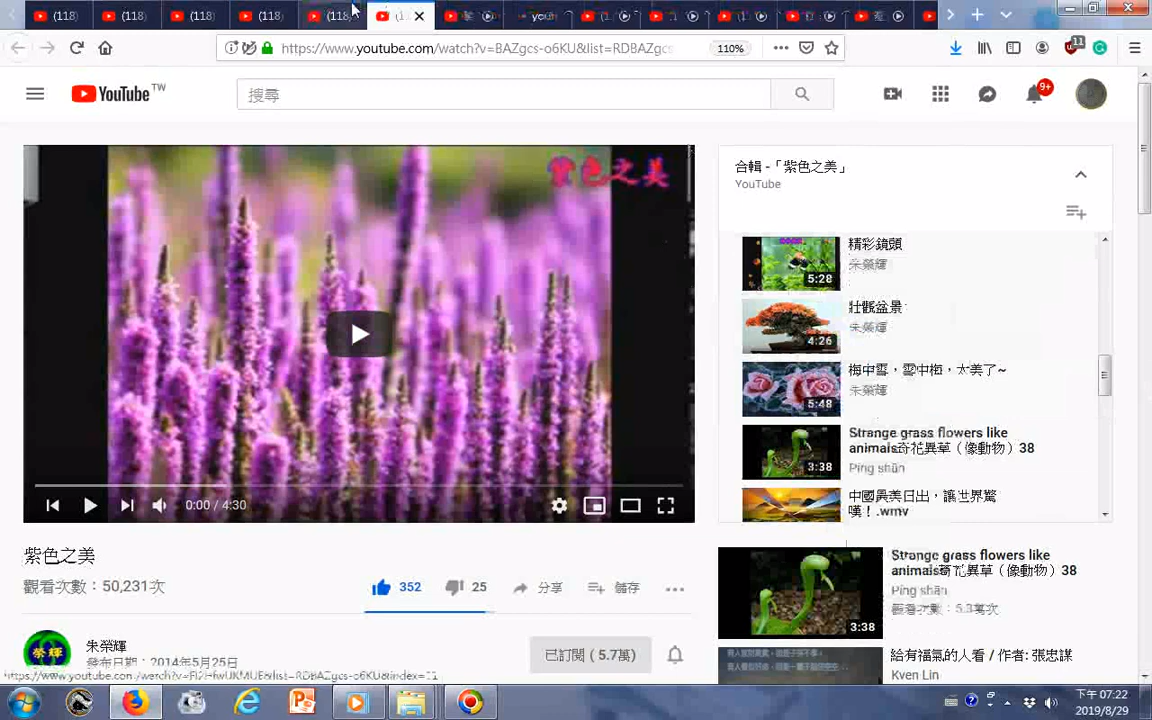 (118)
(118)
(118)
(118)
(118)
https://www.youtube.com/watch?v=BAZgcs-o6KU&list=RDBAZgcs
110%
11
YouTube TW
搜尋
9+
紫色之美
合輯 -「紫色之美」
YouTube
精彩鏡頭
朱榮輝
5:28
壯觀盆景
朱榮輝
4:26
梅中雪，雪中梅，太美了~
朱榮輝
5:48
Strange grass flowers like
animals奇花異草（像動物）38
Píng shān
3:38
中國最美日出，讓世界驚
嘆！.wmv
0:00 / 4:30
紫色之美
觀看次數：50,231次
352
25
分享
儲存
Strange grass flowers like
animals奇花異草（像動物）38
Píng shān
觀看次數：5.3萬次
3:38
榮輝
朱榮輝
發布日期：2014年5月25日
已訂閱 ( 5.7萬)
給有福氣的人看 / 作者: 張忠謀
Kven Lin
下午 07:22
2019/8/29